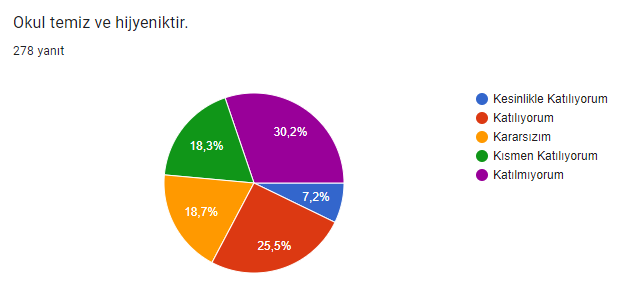 Okul temiz ve hijyeniktir.
278 yanıt
30,2%
18,3%
7,2%
18,7%
25,5%
Kesinlikle Katılıyorum
Katılıyorum
Kararsızım
Kısmen Katılıyorum
Katılmıyorum